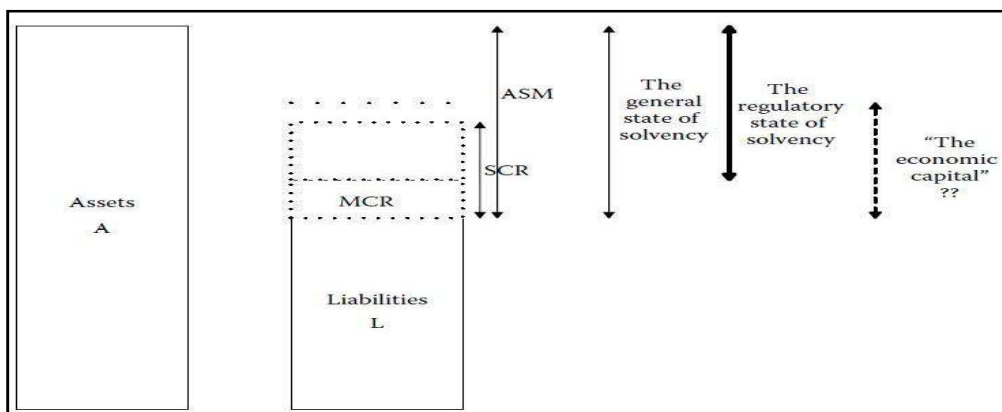 Assets
A
MCR
Liabilities
L
SCR
ASM
The
general
state of
solvency
The
regulatory
state of
solvency
“The
economic
capital”
??